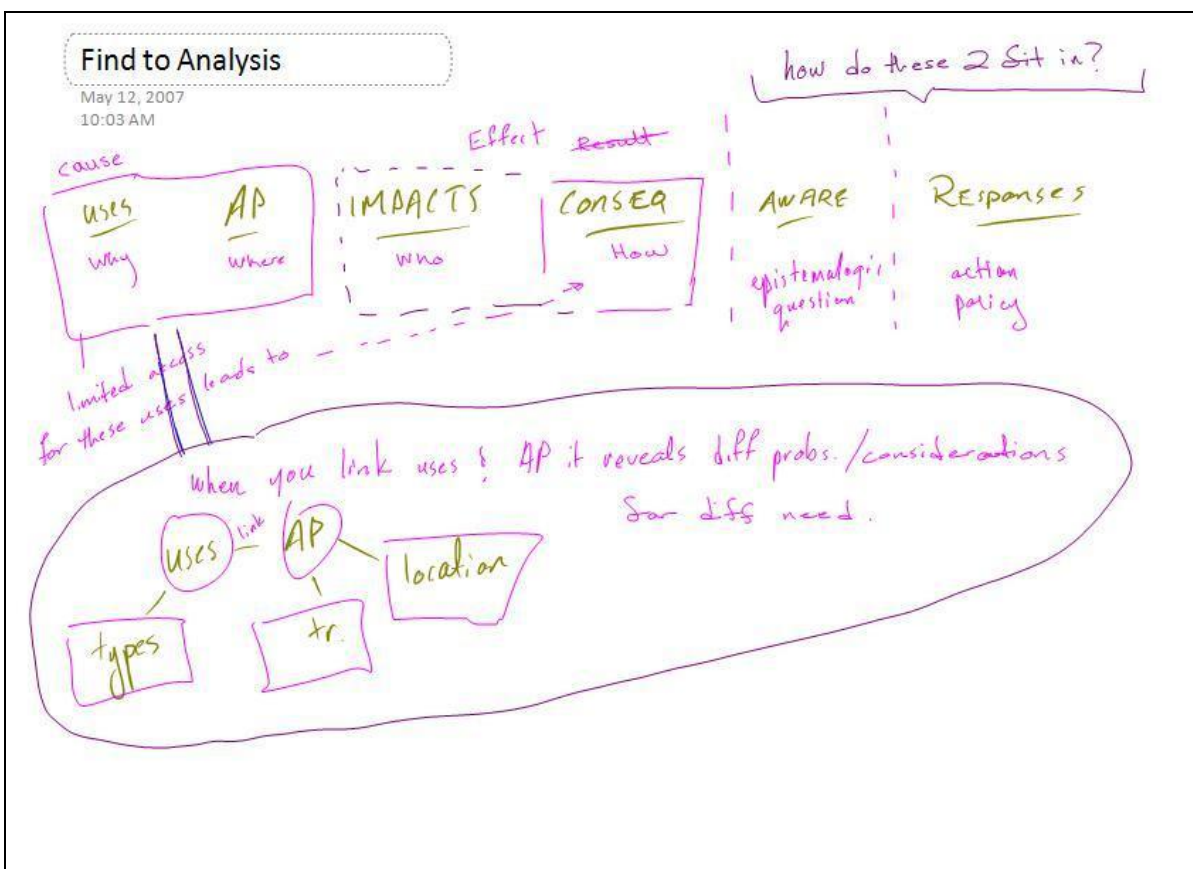 Find to Analysis
May 12, 2007
10:03 AM
how do these 2 fit in?
Effect Result
cause
uses AP IMPACTS CONSEQ AWARE RESPONSES
why where who How epistemalogic question action policy
limited access
for these uses leads to
when you link uses & AP it reveals diff probs./considerations
for diff need.
uses link AP location
types tr.